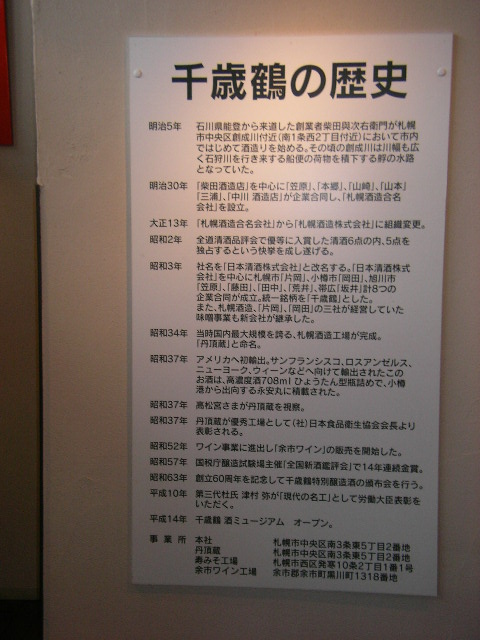 千歳鶴の歴史
明治5年 石川県能登から来道した創業者柴田與次右衛門が札幌
市中央区創成川付近(南1条西2丁目付近)において市内
ではじめて酒造りを始める。その頃の創成川は川幅も広
く石狩川を行き来する船便の荷物を積下する艀の水路
となっていた。
明治30年 「柴田酒造店」を中心に「笠原」、「本郷」、「山崎」、「山本」
「三浦」、「中川 酒造店」が企業合同し、「札幌酒造合名
会社」を設立。
大正13年 「札幌酒造合名会社」から「札幌酒造株式会社」に組織変更。
昭和2年 全道清酒品評会で優等に入賞した清酒6点の内、5点を
独占するという快挙を成し遂げる。
昭和3年 社名を「日本清酒株式会社」と改名する。「日本清酒株式
会社」を中心に札幌市「片岡」、小樽市「岡田」、旭川市
「笠原」、「藤田」、「田中」、「荒井」、帯広「坂井」計8つの
企業合同が成立。統一銘柄を「千歳鶴」とした。
また、札幌酒造、「片岡」、「岡田」の三社が経営していた
味噌事業も新会社が継承した。
昭和34年 当時国内最大規模を誇る、札幌酒造工場が完成。
「丹頂蔵」と命名。
昭和37年 アメリカへ初輸出。サンフランシスコ、ロスアンゼルス、
ニューヨーク、ウィーンなどへ向けて輸出されたこの
お酒は、高濃度酒708mlひょうたん型瓶詰めで、小樽
港から出向する永安丸に積載された。
昭和37年 高松宮さまが丹頂蔵を視察。
昭和37年 丹頂蔵が優秀工場として(社)日本食品衛生協会会長より
表彰される。
昭和52年 ワイン事業に進出し「余市ワイン」の販売を開始した。
昭和57年 国税庁醸造試験場主催「全国新酒鑑評会」で14年連続金賞。
昭和63年 創立60周年を記念して千歳鶴特別醸造酒の頒布会を行う。
平成10年 第三代杜氏 津村 弥が「現代の名工」として労働大臣表彰を
いただく。
平成14年 千歳鶴 酒ミュージアム オープン。
事業所 本社 札幌市中央区南3条東5丁目2番地
丹頂蔵 札幌市中央区南3条東5丁目2番地
寿みそ工場 札幌市西区発寒10条2丁目1番1号
余市ワイン工場 余市郡余市町黒川町1318番地